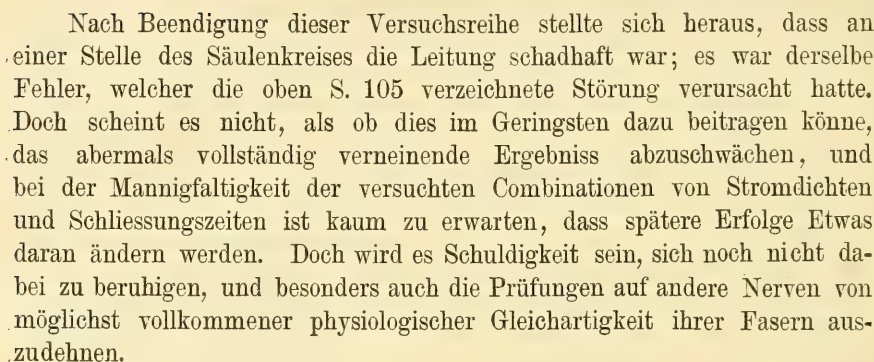 Nach Beendigung dieser Versuchsreihe stellte sich heraus, dass an
einer Stelle des Säulenkreises die Leitung schadhaft war; es war derselbe
Fehler, welcher die oben S. 105 verzeichnete Störung verursacht hatte.
Doch scheint es nicht, als ob dies im Geringsten dazu beitragen könne,
das abermals vollständig verneinende Ergebniss abzuschwächen, und
bei der Mannigfaltigkeit der versuchten Combinationen von Stromdichten
und Schliessungszeiten ist kaum zu erwarten, dass spätere Erfolge Etwas
daran ändern werden. Doch wird es Schuldigkeit sein, sich noch nicht da-
bei zu beruhigen, und besonders auch die Prüfungen auf andere Nerven von
möglichst vollkommener physiologischer Gleichartigkeit ihrer Fasern aus-
zudehnen.